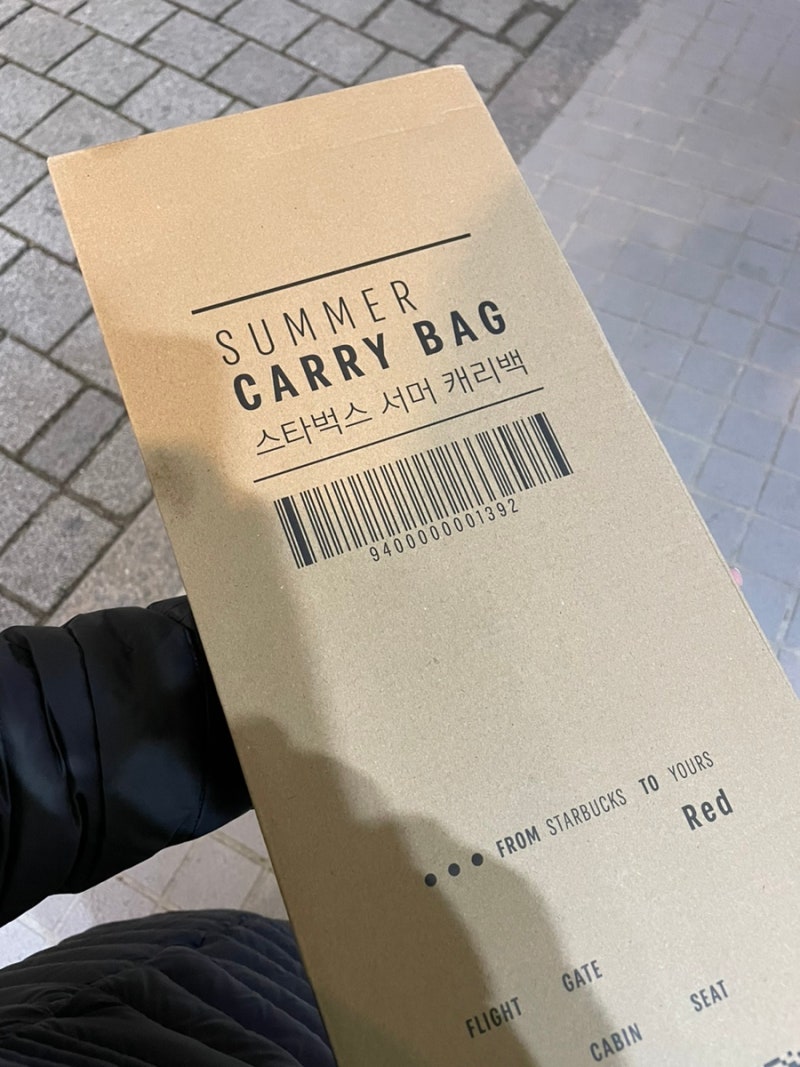 SUMMER
CARRY BAG
스타벅스 서머 캐리백
9400000001392
●●● FROM STARBUCKS TO YOURS
Red
FLIGHT GATE
CABIN SEAT